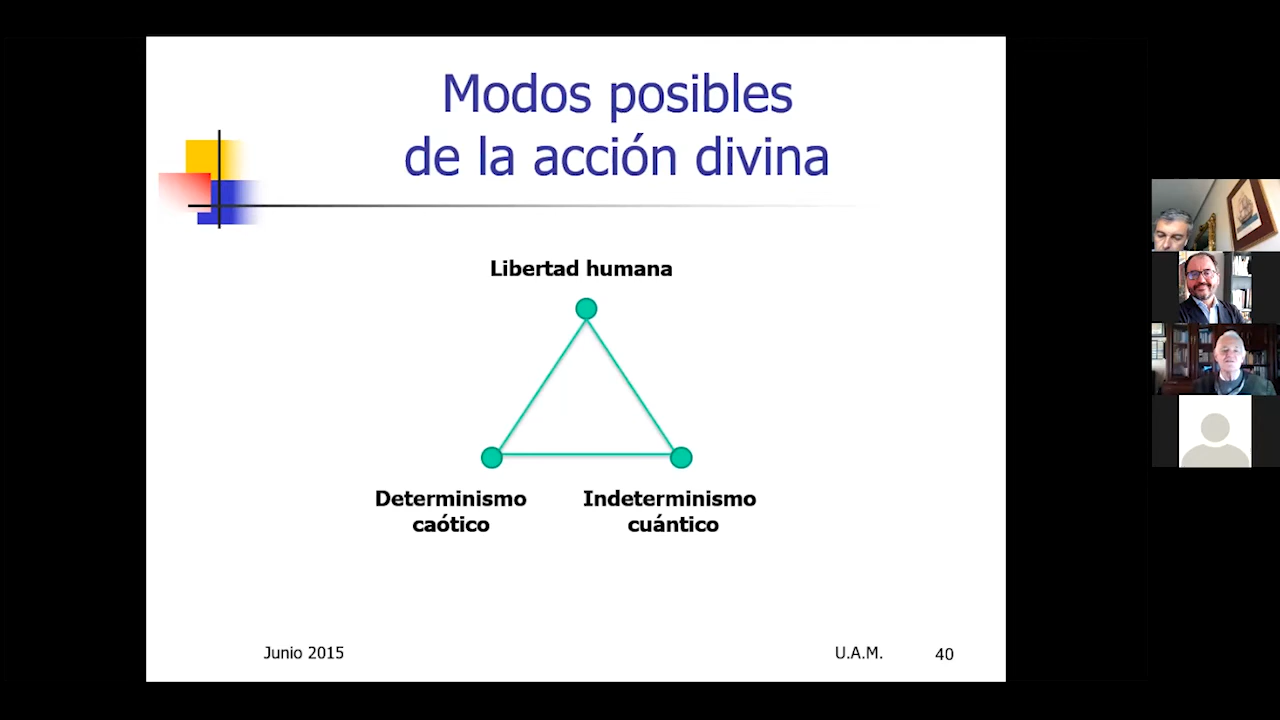 Modos posibles
de la acción divina
Libertad humana
Determinismo
caótico
Indeterminismo
cuántico
Junio 2015
U.A.M.
40